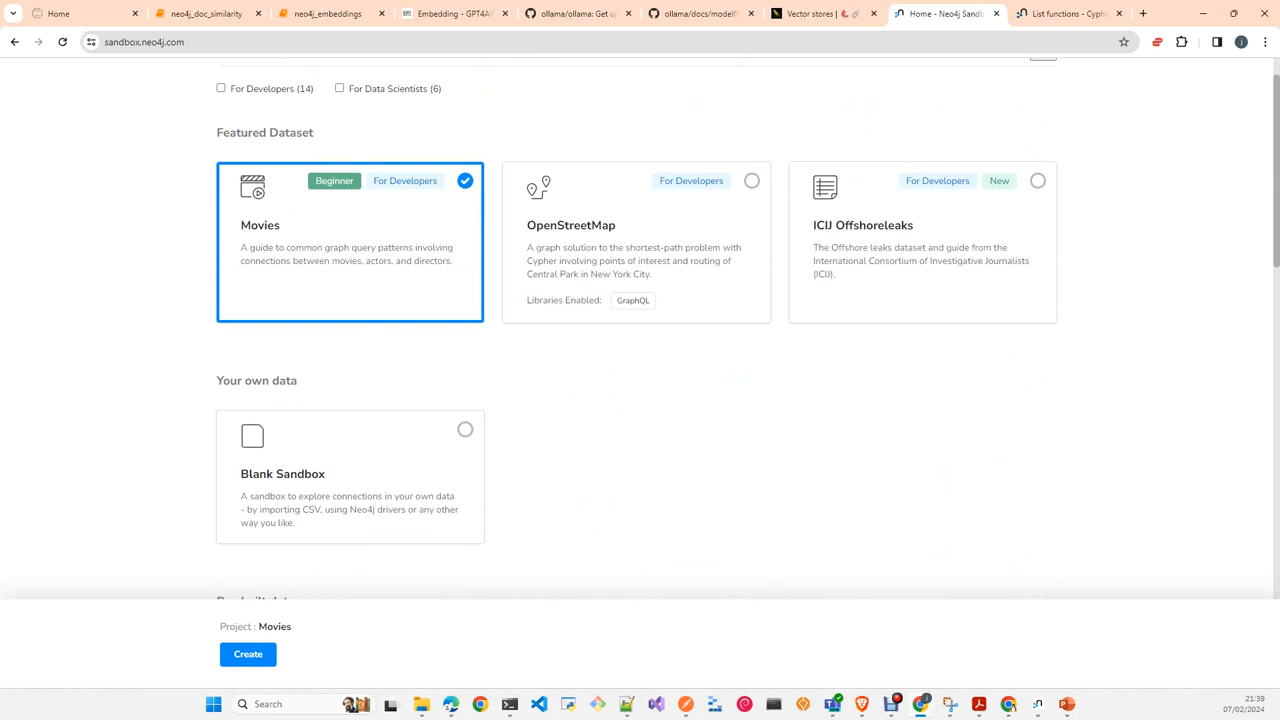 Home
neo4j_doc_similarity
neo4j_embeddings
Embedding - GPT4Al
ollama/ollama: Get up
ollama/docs/modelfi
Vector stores |
Home - Neo4j Sandb
List functions - Cyphe
sandbox.neo4j.com
For Developers (14)
For Data Scientists (6)
Featured Dataset
Beginner
For Developers
Movies
A guide to common graph query patterns involving
connections between movies, actors, and directors.
For Developers
OpenStreetMap
A graph solution to the shortest-path problem with
Cypher involving points of interest and routing of
Central Park in New York City.
Libraries Enabled: GraphQL
For Developers
New
ICIJ Offshoreleaks
The Offshore leaks dataset and guide from the
International Consortium of Investigative Journalists
(ICIJ).
Your own data
Blank Sandbox
A sandbox to explore connections in your own data
- by importing CSV, using Neo4j drivers or any other
way you like.
Project : Movies
Create
Search
21:39
07/02/2024